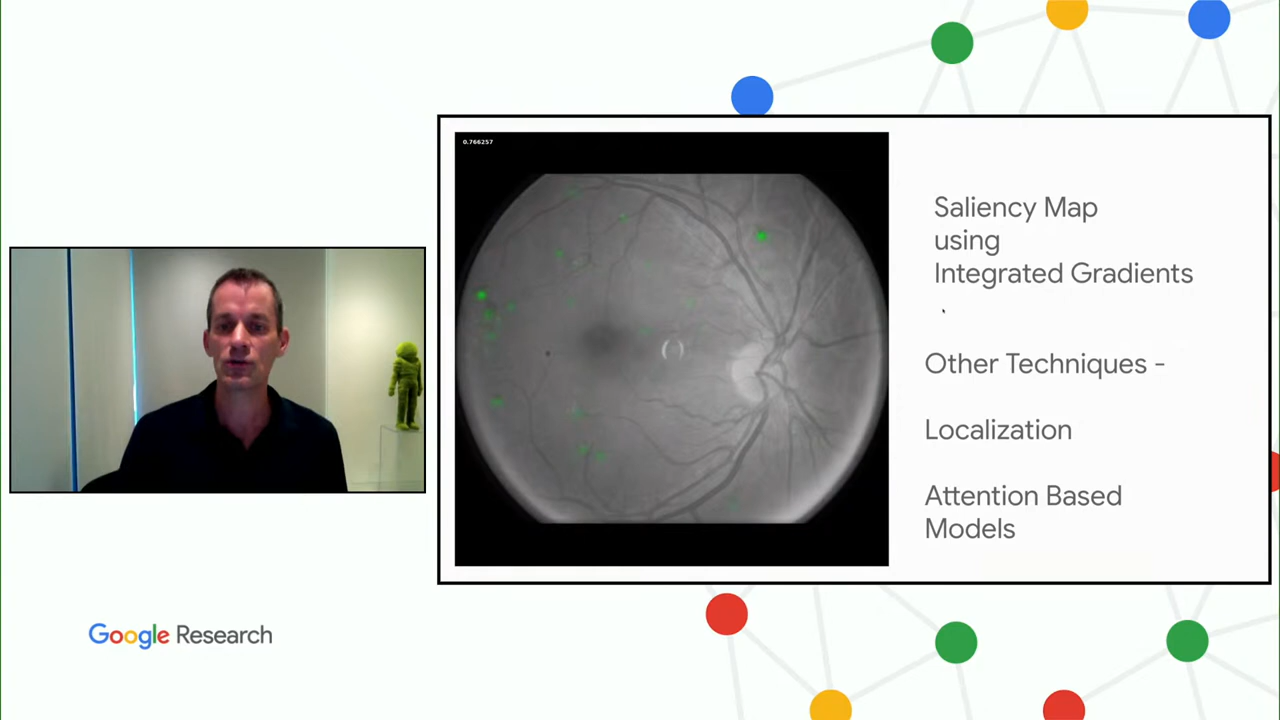 0.766257
Saliency Map
using
Integrated Gradients
Other Techniques -
Localization
Attention Based
Models
Google Research